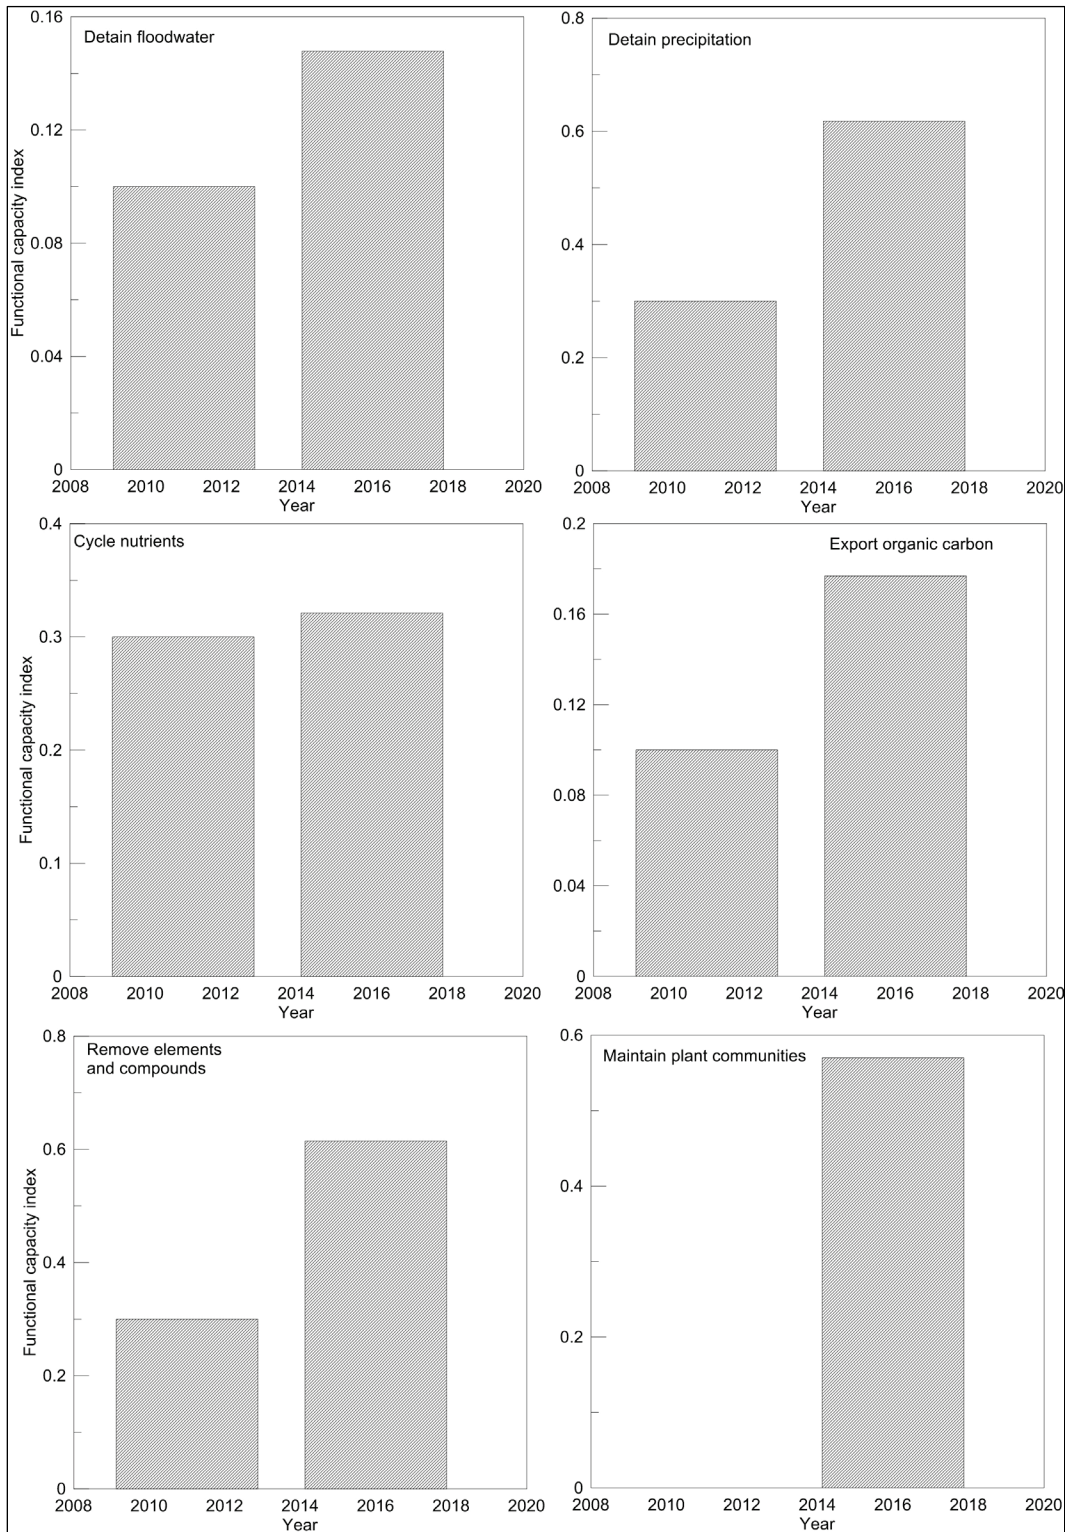 Detain floodwater
Functional capacity index
0.16
0.12
0.08
0.04
0
2008 2010 2012 2014 2016 2018 2020
Year
Detain precipitation
0.8
0.6
0.4
0.2
0
2008 2010 2012 2014 2016 2018 2020
Year
Cycle nutrients
Functional capacity index
0.4
0.3
0.2
0.1
0
2008 2010 2012 2014 2016 2018 2020
Year
Export organic carbon
0.2
0.16
0.12
0.08
0.04
0
2008 2010 2012 2014 2016 2018 2020
Year
Remove elements
and compounds
Functional capacity index
0.8
0.6
0.4
0.2
0
2008 2010 2012 2014 2016 2018 2020
Year
Maintain plant communities
0.6
0.4
0.2
0
2008 2010 2012 2014 2016 2018 2020
Year